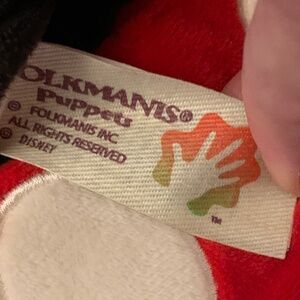 OLKMANIS®
Puppets
© FOLKMANIS INC
ALL RIGHTS RESERVED
© DISNEY
TM